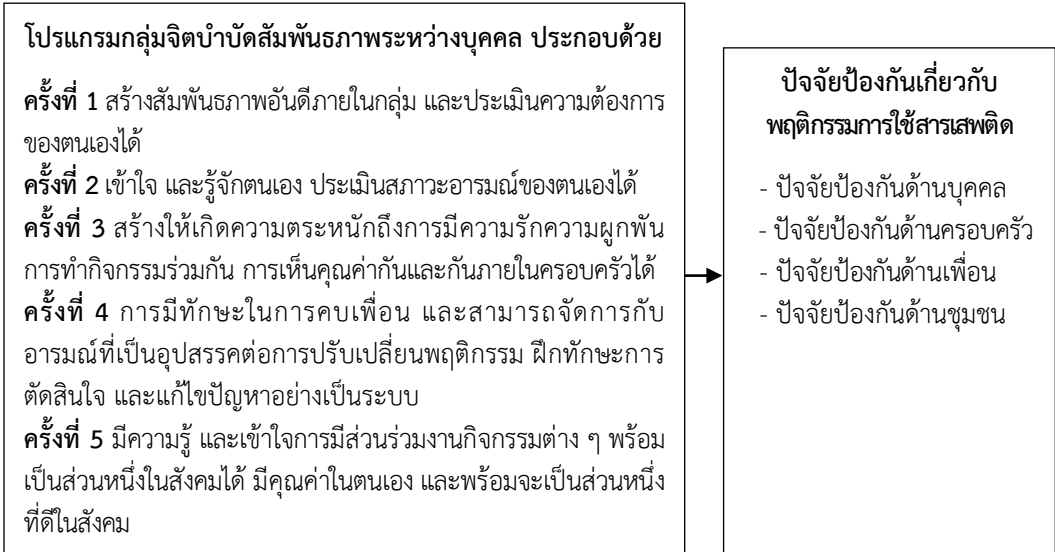 โปรแกรมกลุ่มจิตบำบัดสัมพันธภาพระหว่างบุคคล ประกอบด้วย
ครั้งที่ 1 สร้างสัมพันธภาพอันดีภายในกลุ่ม และประเมินความต้องการ
ของตนเองได้
ครั้งที่ 2 เข้าใจ และรู้จักตนเอง ประเมินสภาวะอารมณ์ของตนเองได้
ครั้งที่ 3 สร้างให้เกิดความตระหนักถึงการมีความรักความผูกพัน
การทำกิจกรรมร่วมกัน การเห็นคุณค่ากันและกันภายในครอบครัวได้
ครั้งที่ 4 การมีทักษะในการคบเพื่อน และสามารถจัดการกับ
อารมณ์ที่เป็นอุปสรรคต่อการปรับเปลี่ยนพฤติกรรม ฝึกทักษะการ
ตัดสินใจ และแก้ไขปัญหาอย่างเป็นระบบ
ครั้งที่ 5 มีความรู้ และเข้าใจการมีส่วนร่วมงานกิจกรรมต่าง ๆ พร้อม
เป็นส่วนหนึ่งในสังคมได้ มีคุณค่าในตนเอง และพร้อมจะเป็นส่วนหนึ่ง
ที่ดีในสังคม
ปัจจัยป้องกันเกี่ยวกับ
พฤติกรรมการใช้สารเสพติด
- ปัจจัยป้องกันด้านบุคคล
- ปัจจัยป้องกันด้านครอบครัว
- ปัจจัยป้องกันด้านเพื่อน
- ปัจจัยป้องกันด้านชุมชน